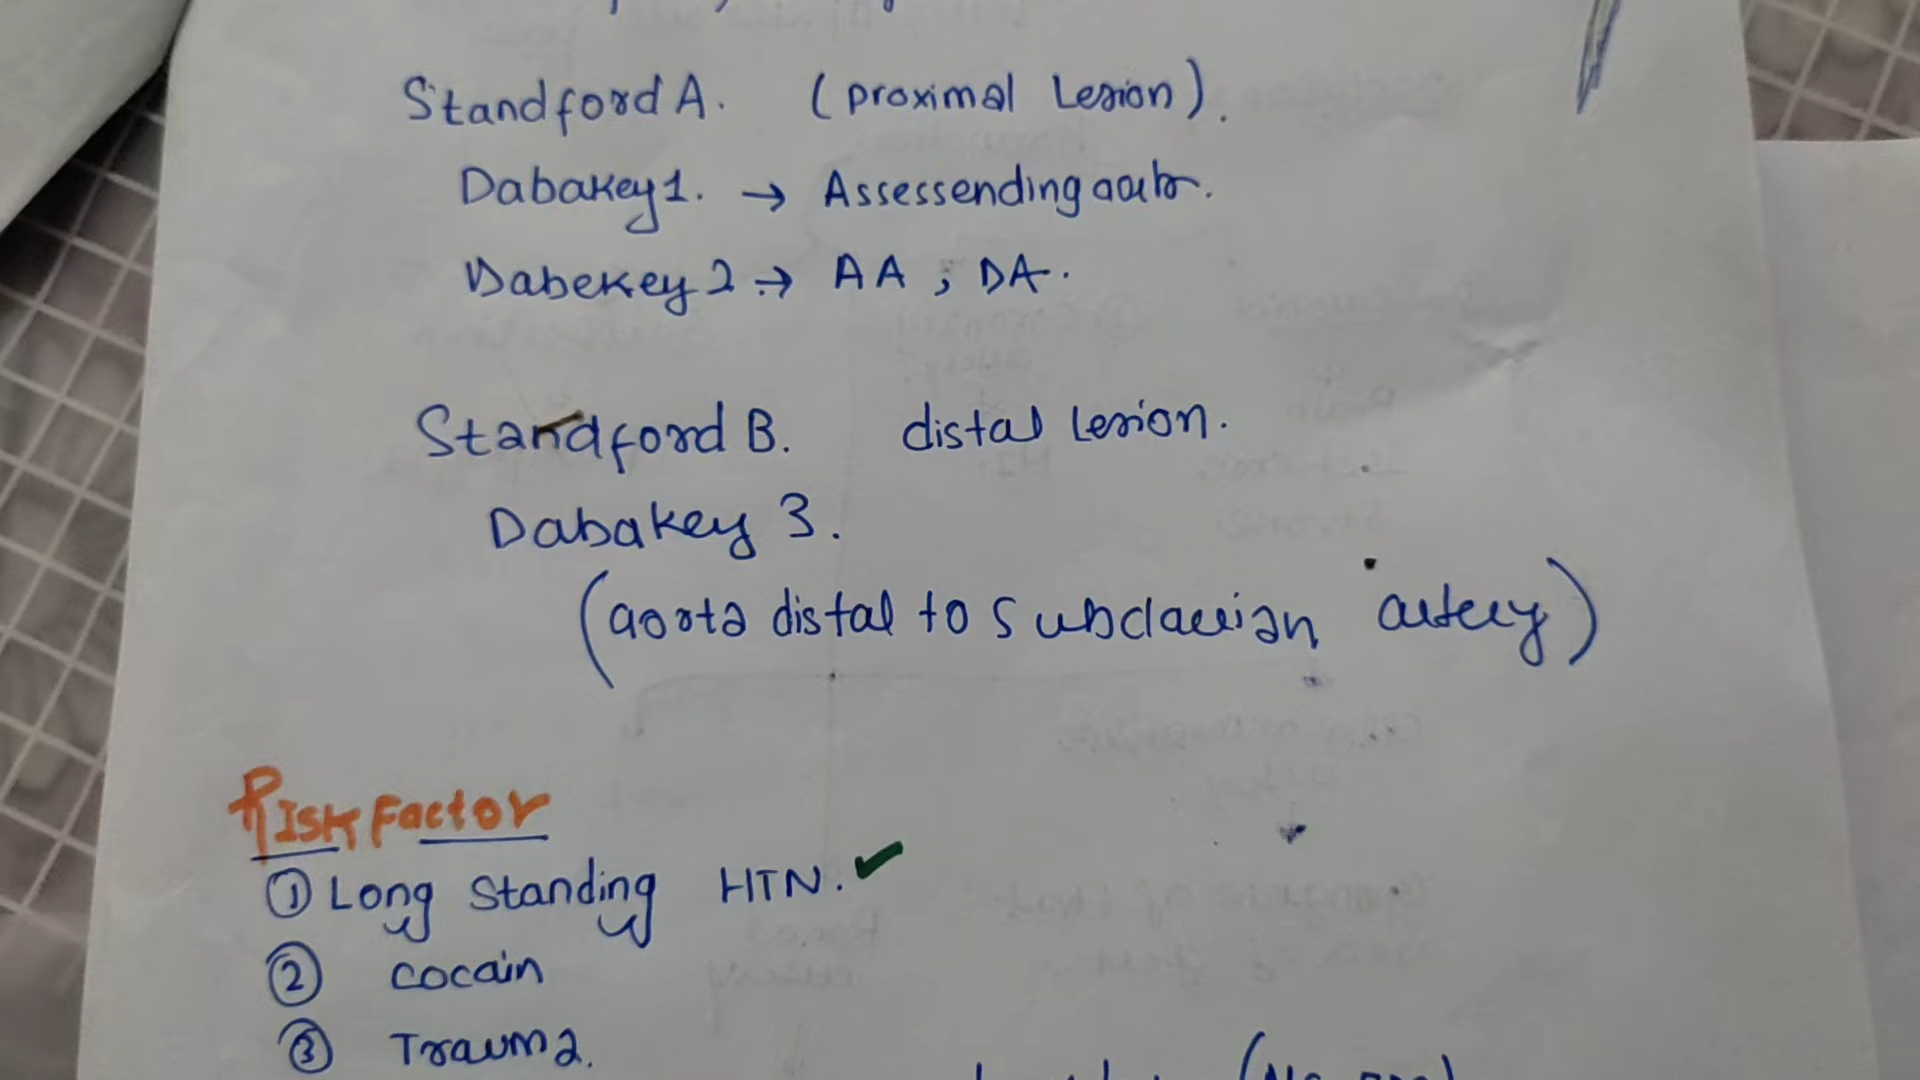 Standford A. (proximal Lesion).
Dabakey 1. → Assessending aorta.
Dabekey 2 → AA, DA.
Standford B. distal Lesion.
Dabakey 3.
(aorta distal to Subclavian artery)
Risk Factor
① Long Standing HTN. ✓
② cocain
③ Trauma.